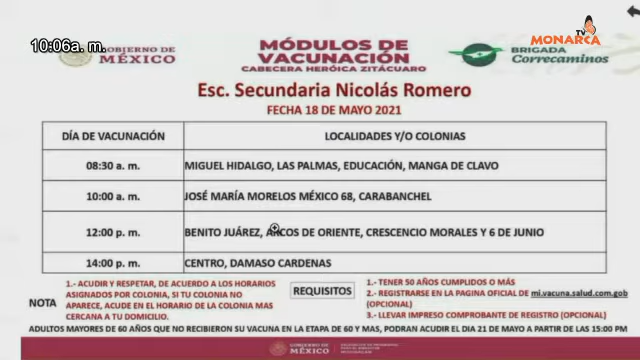 10:06a. m.
GOBIERNO DE
MÉXICO
MÓDULOS DE
VACUNACIÓN
CABECERA HERÓICA ZITÁCUARO
BRIGADA
Correcaminos
TV
MONARCA
Esc. Secundaria Nicolás Romero
FECHA 18 DE MAYO 2021
DÍA DE VACUNACIÓN LOCALIDADES Y/O COLONIAS
08:30 a. m. MIGUEL HIDALGO, LAS PALMAS, EDUCACIÓN, MANGA DE CLAVO
10:00 a. m. JOSÉ MARÍA MORELOS MÉXICO 68, CARABANCHEL
12:00 p. m. BENITO JUÁREZ, ARCOS DE ORIENTE, CRESCENCIO MORALES Y 6 DE JUNIO
14:00 p. m. CENTRO, DAMASO CARDENAS
NOTA
1.- ACUDIR Y RESPETAR, DE ACUERDO A LOS HORARIOS
ASIGNADOS POR COLONIA, SI TU COLONIA NO
APARECE, ACUDE EN EL HORARIO DE LA COLONIA MAS
CERCANA A TU DOMICILIO.
REQUISITOS
1.- TENER 50 AÑOS CUMPLIDOS O MÁS
2.- REGISTRARSE EN LA PAGINA OFICIAL DE mi.vacuna.salud.com.gob
(OPCIONAL)
3.- LLEVAR IMPRESO COMPROBANTE DE REGISTRO (OPCIONAL)
ADULTOS MAYORES DE 60 AÑOS QUE NO RECIBIERON SU VACUNA EN LA ETAPA DE 60 Y MAS, PODRAN ACUDIR EL DIA 21 DE MAYO A PARTIR DE LAS 15:00 PM
GOBIERNO DE
MÉXICO